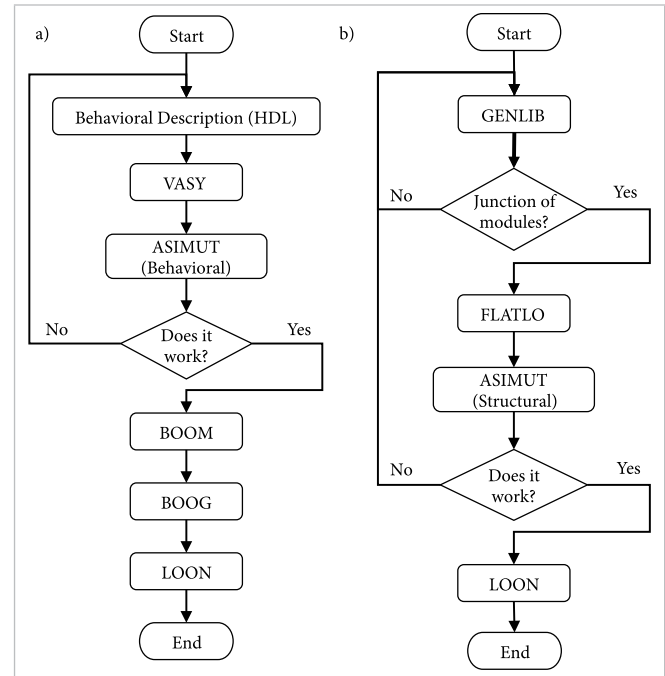 a)
Start
Behavioral Description (HDL)
VASY
ASIMUT
(Behavioral)
Does it
work?
No
Yes
BOOM
BOOG
LOON
End
b)
Start
GENLIB
Junction of
modules?
No
Yes
FLATLO
ASIMUT
(Structural)
Does it
work?
No
Yes
LOON
End